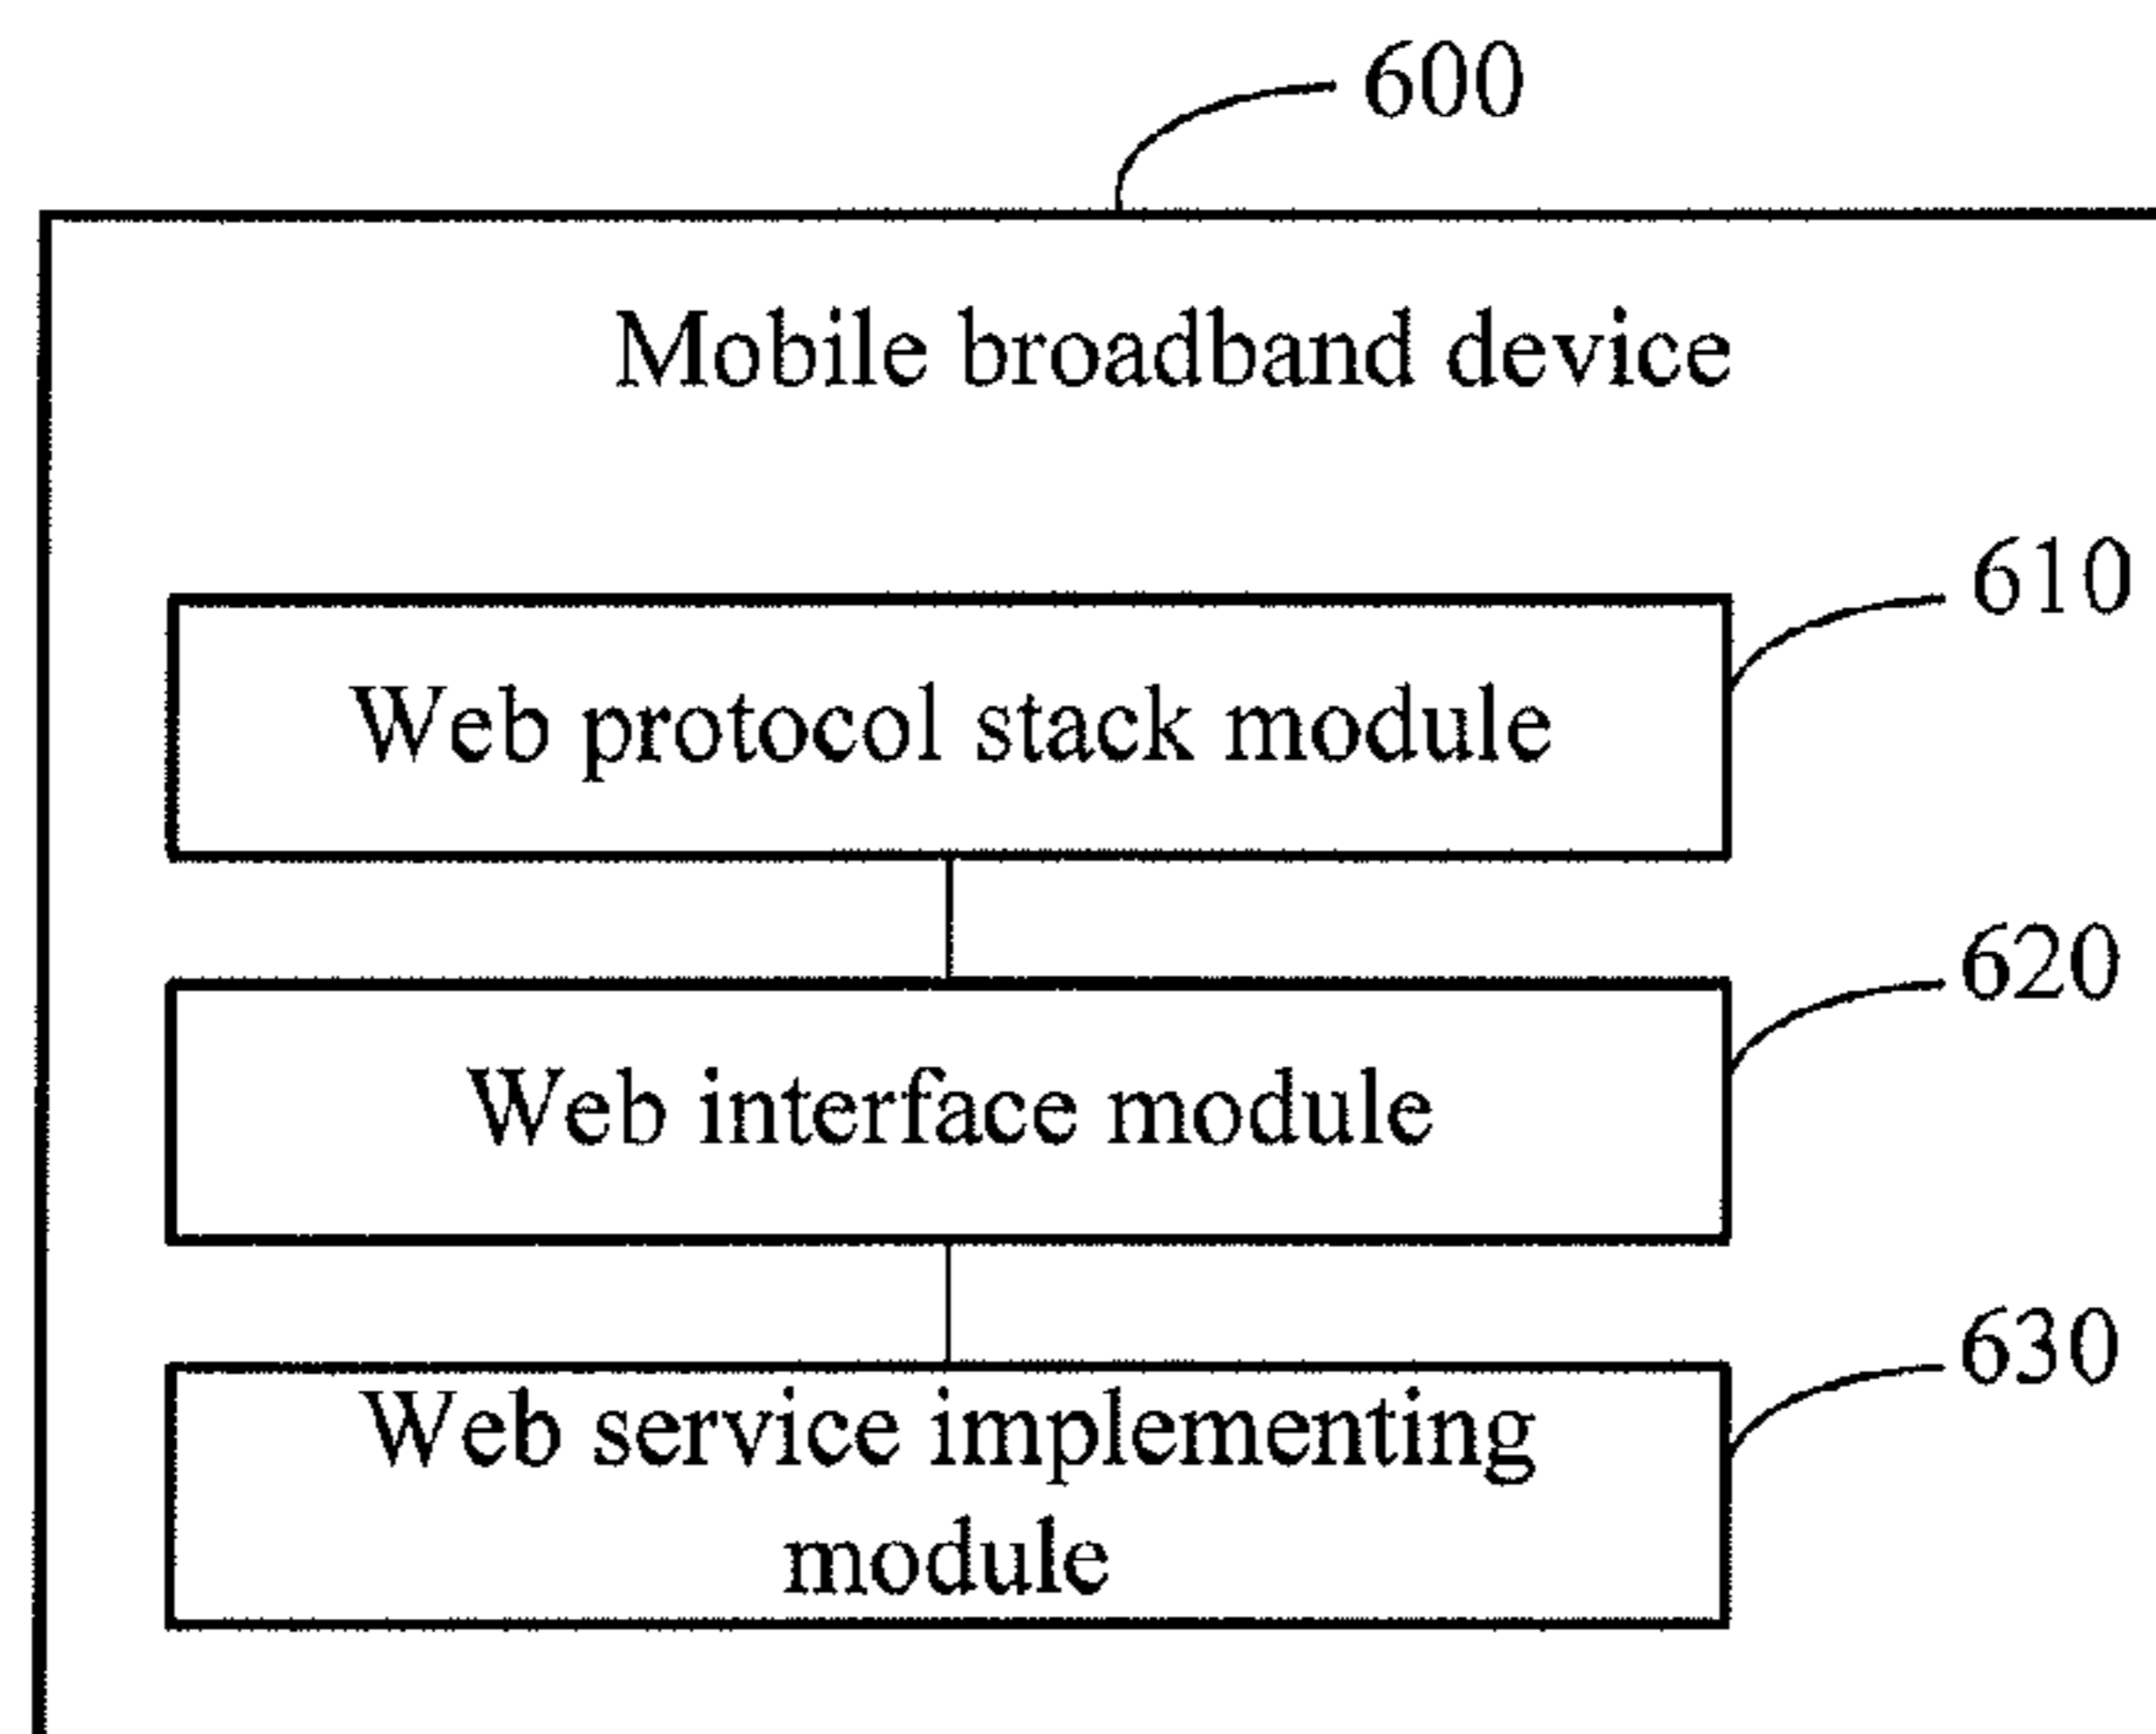 600
Mobile broadband device
610
Web protocol stack module
620
Web interface module
630
Web service implementing
module